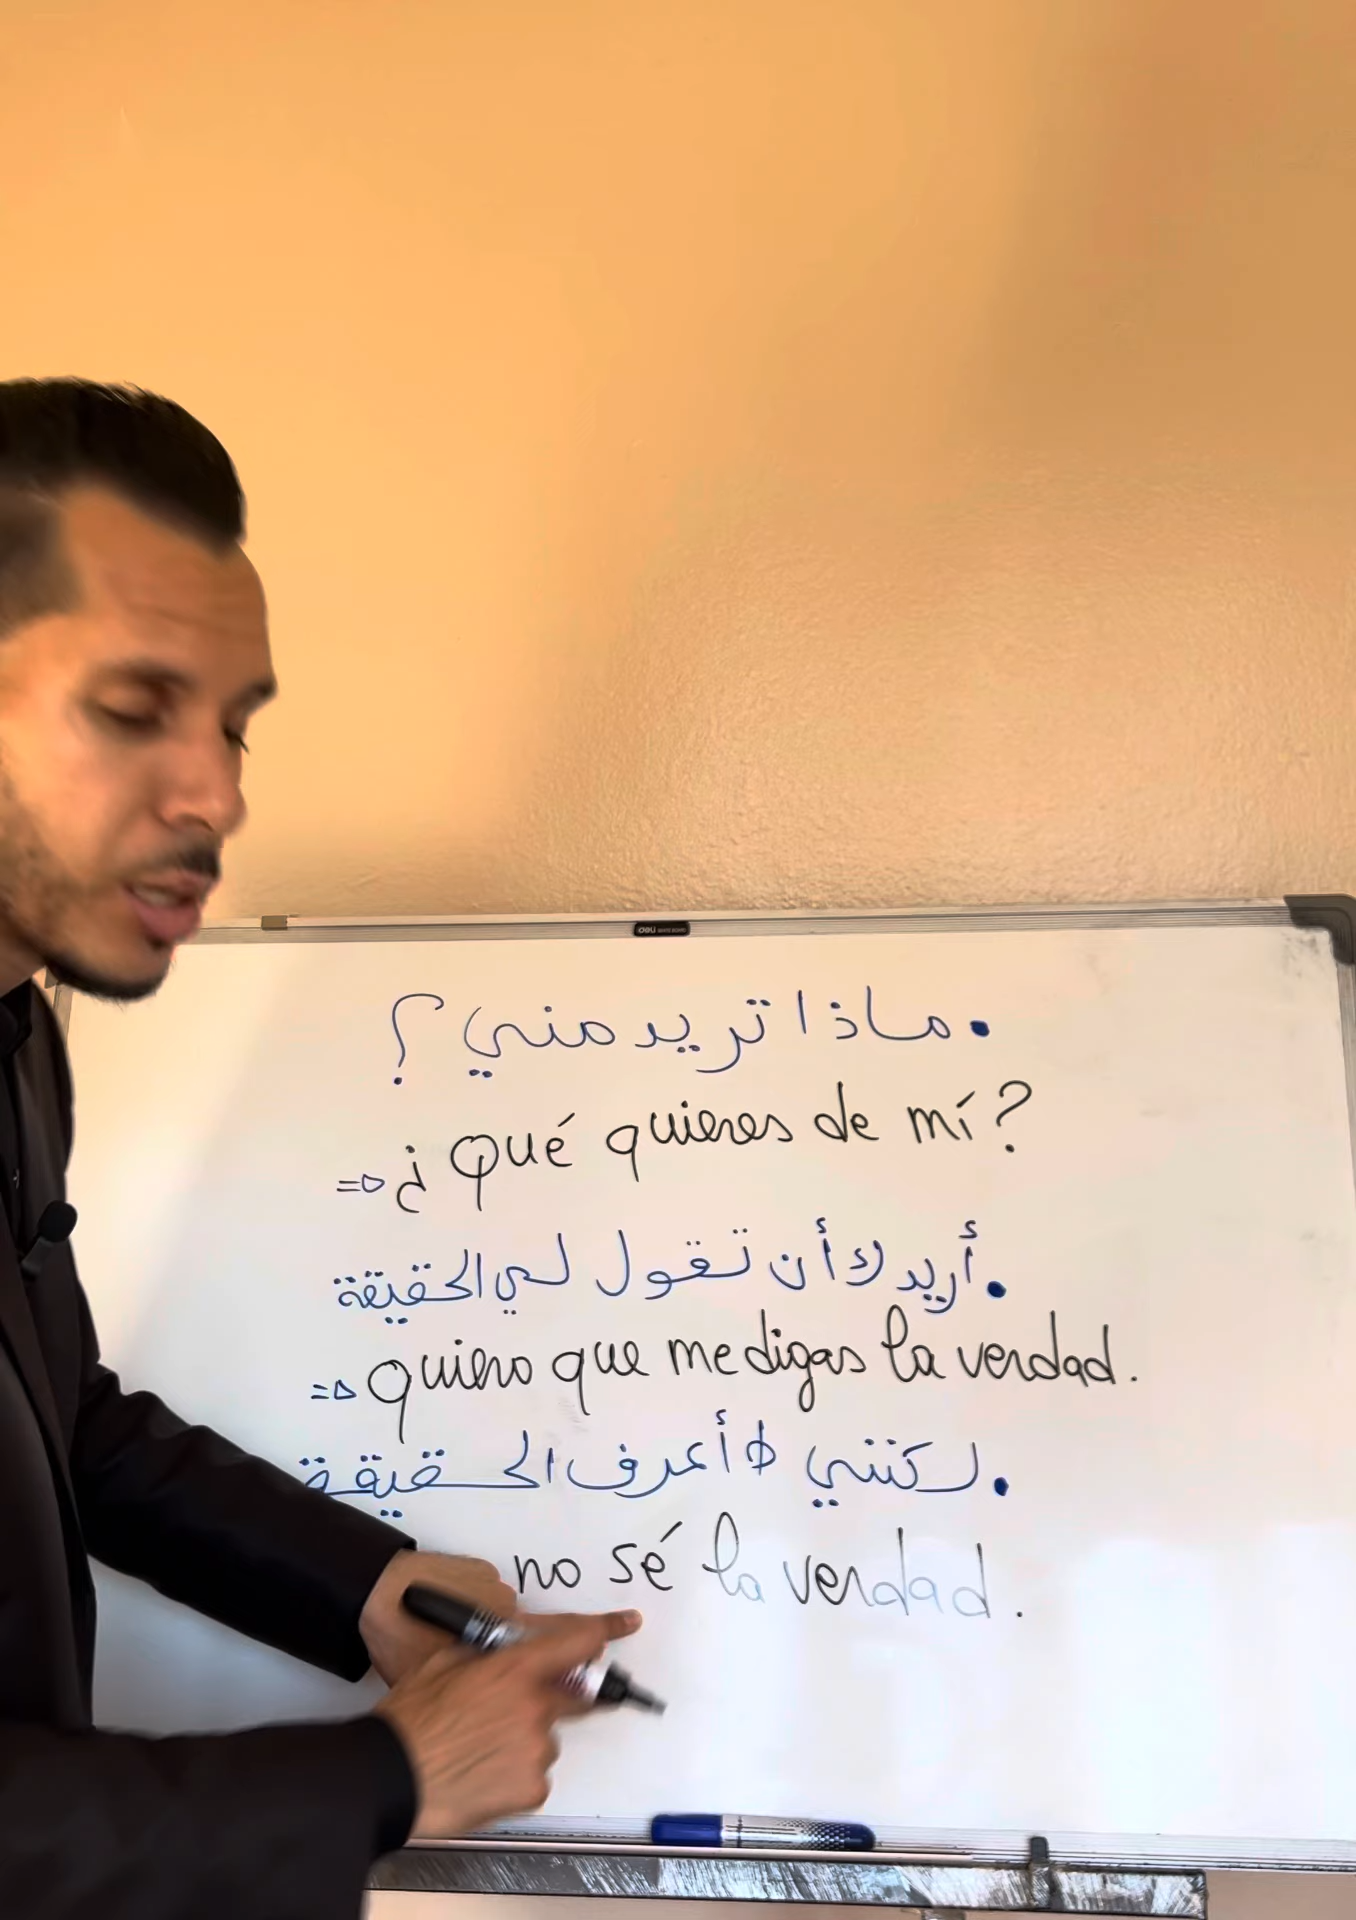 deli
. ماذا تريد مني ؟
=> ¿Qué quieres de mí?
. أريدك أن تقول لي الحقيقة
=> quiero que me digas la verdad.
. لكنني لا أعرف الحقيقة
no sé la verdad.